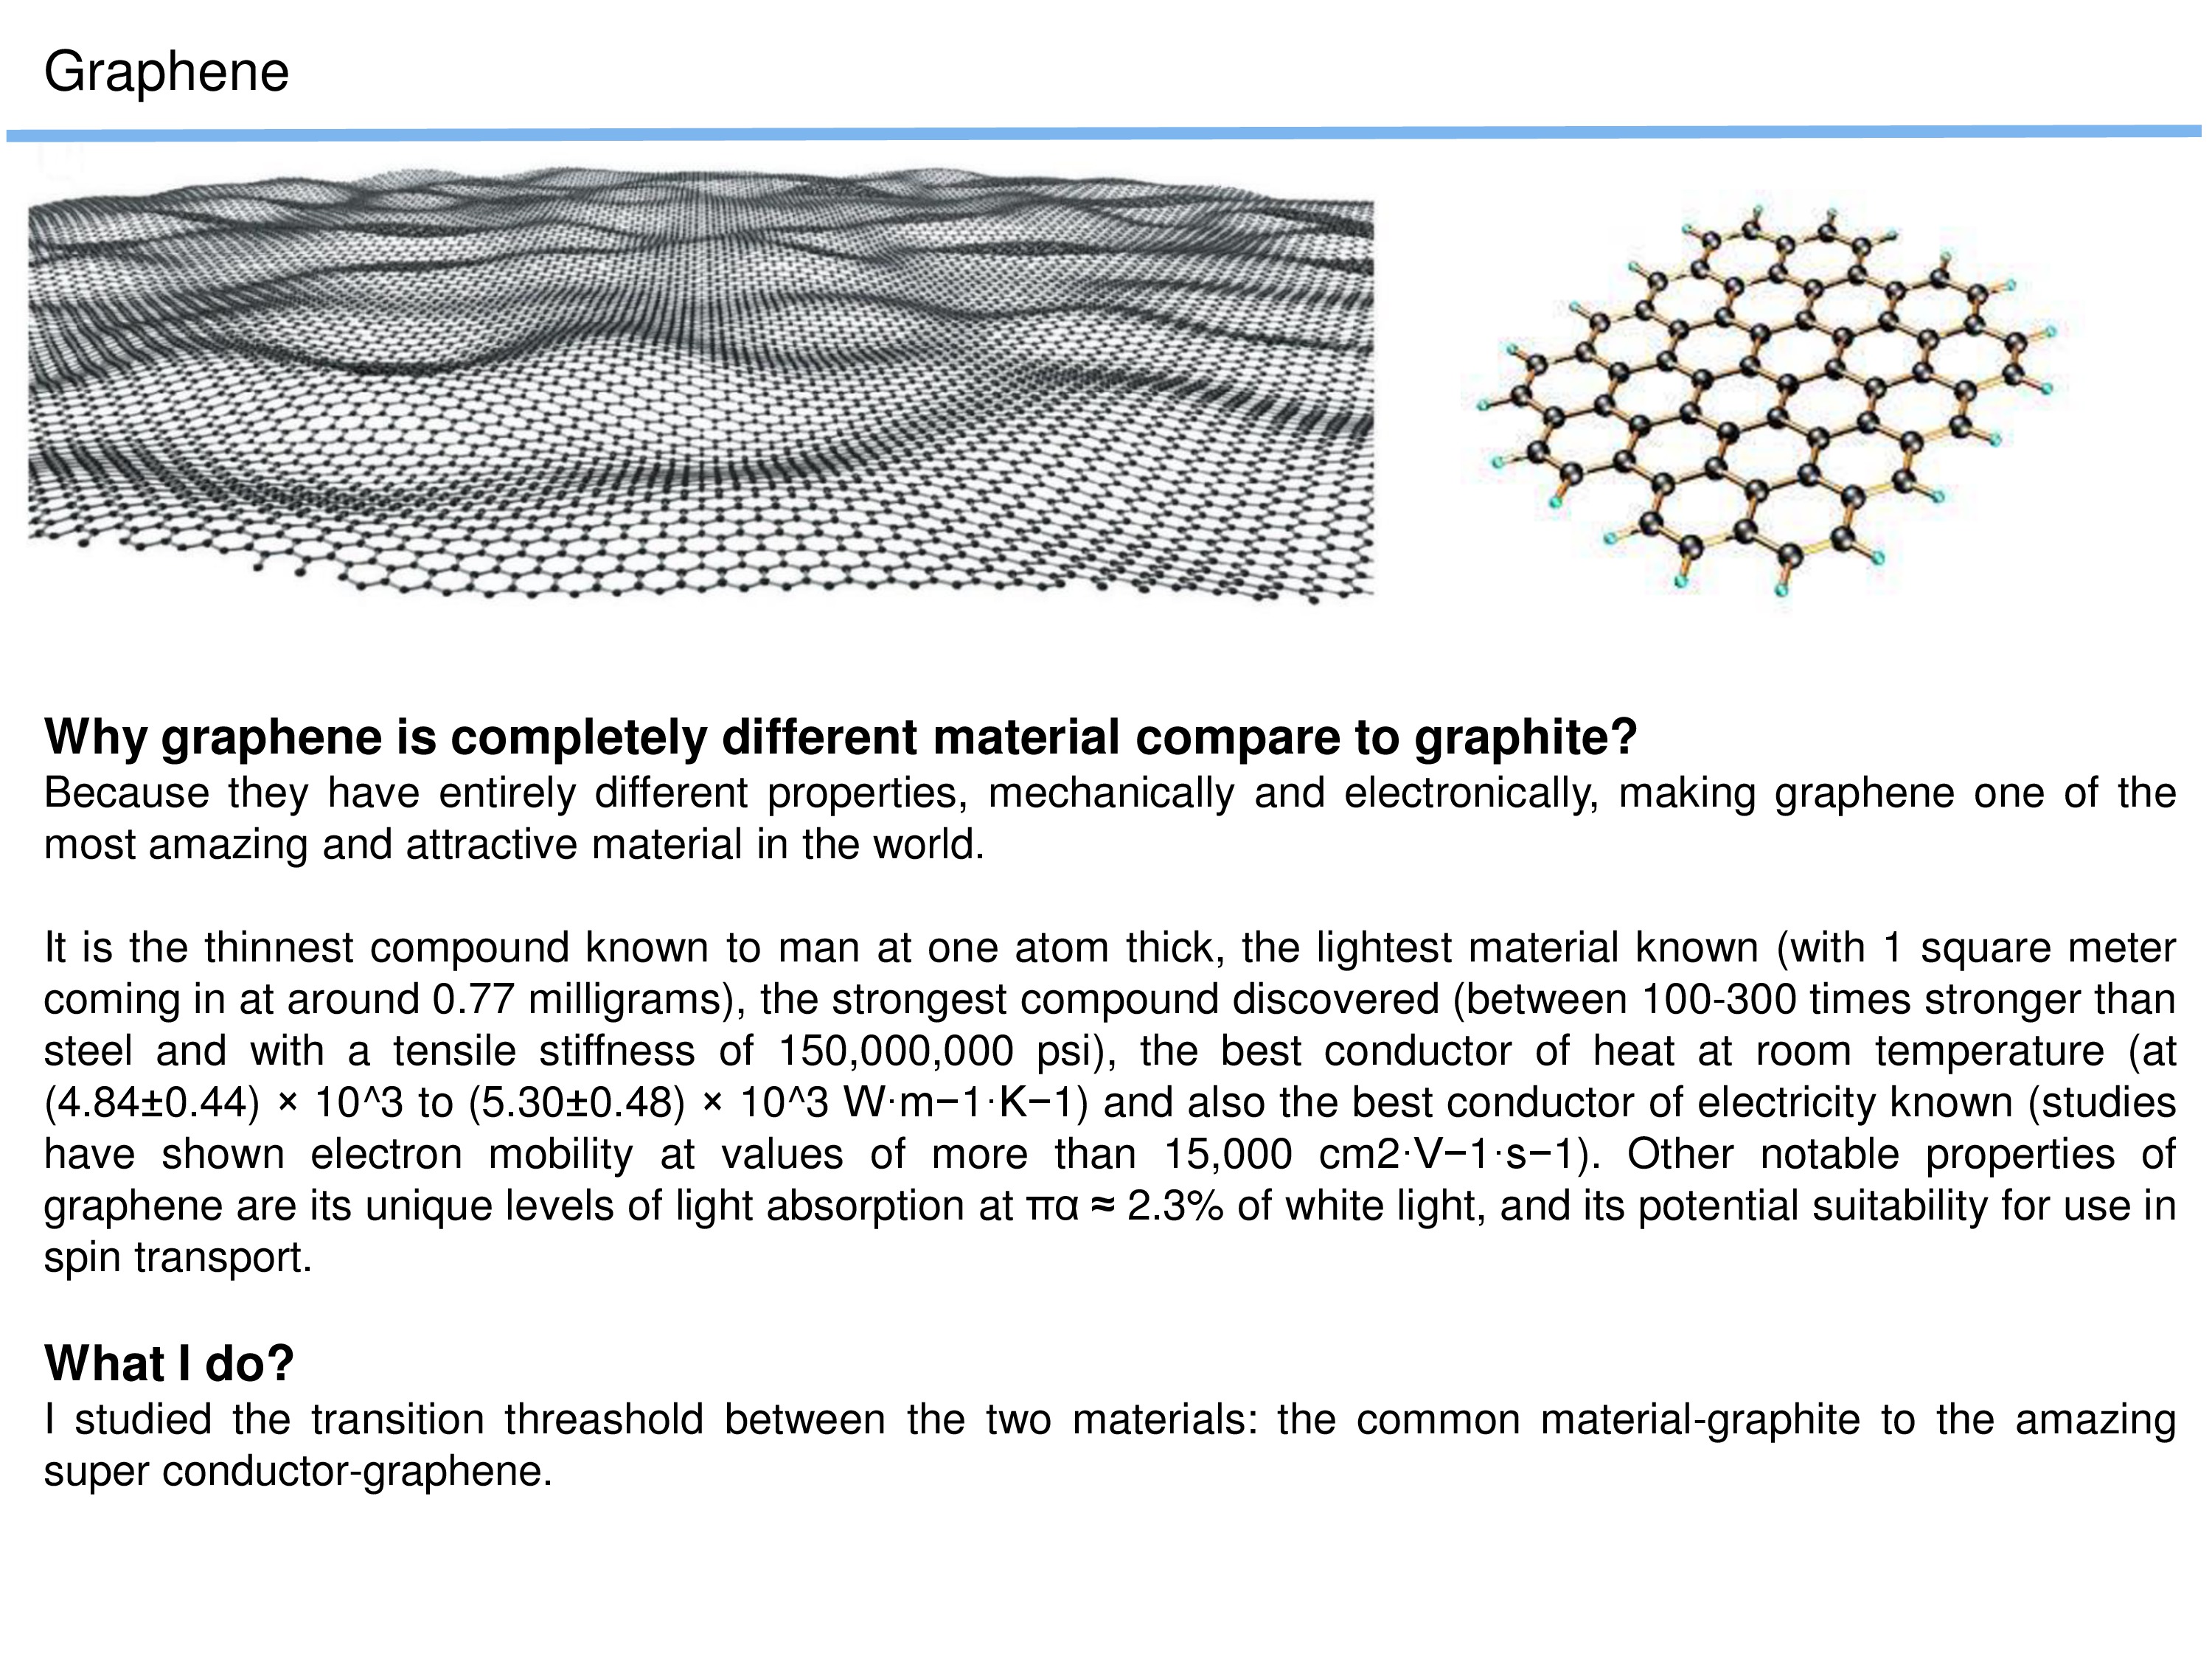 Graphene
Why graphene is completely different material compare to graphite?
Because they have entirely different properties, mechanically and electronically, making graphene one of the
most amazing and attractive material in the world.
It is the thinnest compound known to man at one atom thick, the lightest material known (with 1 square meter
coming in at around 0.77 milligrams), the strongest compound discovered (between 100-300 times stronger than
steel and with a tensile stiffness of 150,000,000 psi), the best conductor of heat at room temperature (at
(4.84±0.44) × 10^3 to (5.30±0.48) × 10^3 W·m−1·K−1) and also the best conductor of electricity known (studies
have shown electron mobility at values of more than 15,000 cm2·V−1·s−1). Other notable properties of
graphene are its unique levels of light absorption at πα ≈ 2.3% of white light, and its potential suitability for use in
spin transport.
What I do?
I studied the transition threashold between the two materials: the common material-graphite to the amazing
super conductor-graphene.